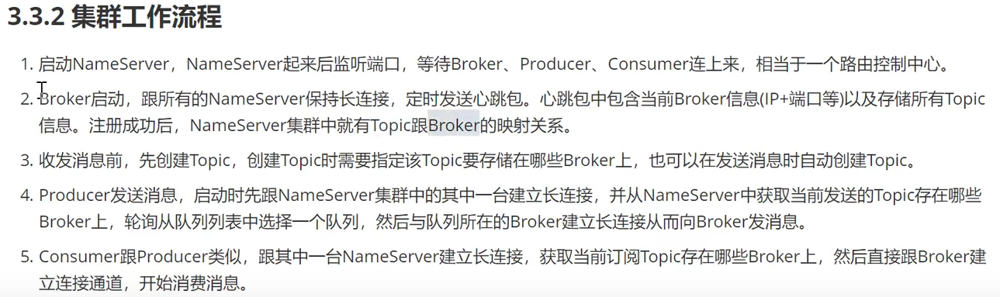 3.3.2 集群工作流程
1. 启动NameServer，NameServer起来后监听端口，等待Broker、Producer、Consumer连上来，相当于一个路由控制中心。
2. Broker启动，跟所有的NameServer保持长连接，定时发送心跳包。心跳包中包含当前Broker信息(IP+端口等)以及存储所有Topic
信息。注册成功后，NameServer集群中就有Topic跟Broker的映射关系。
3. 收发消息前，先创建Topic，创建Topic时需要指定该Topic要存储在哪些Broker上，也可以在发送消息时自动创建Topic。
4. Producer发送消息，启动时先跟NameServer集群中的其中一台建立长连接，并从NameServer中获取当前发送的Topic存在哪些
Broker上，轮询从队列列表中选择一个队列，然后与队列所在的Broker建立长连接从而向Broker发消息。
5. Consumer跟Producer类似，跟其中一台NameServer建立长连接，获取当前订阅Topic存在哪些Broker上，然后直接跟Broker建
立连接通道，开始消费消息。